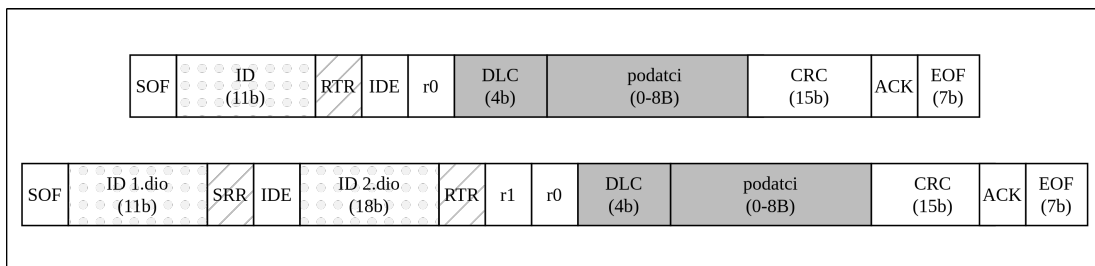 SOF ID (11b) RTR IDE r0 DLC (4b) podatci (0-8B) CRC (15b) ACK EOF (7b)
SOF ID 1.dio (11b) SRR IDE ID 2.dio (18b) RTR r1 r0 DLC (4b) podatci (0-8B) CRC (15b) ACK EOF (7b)